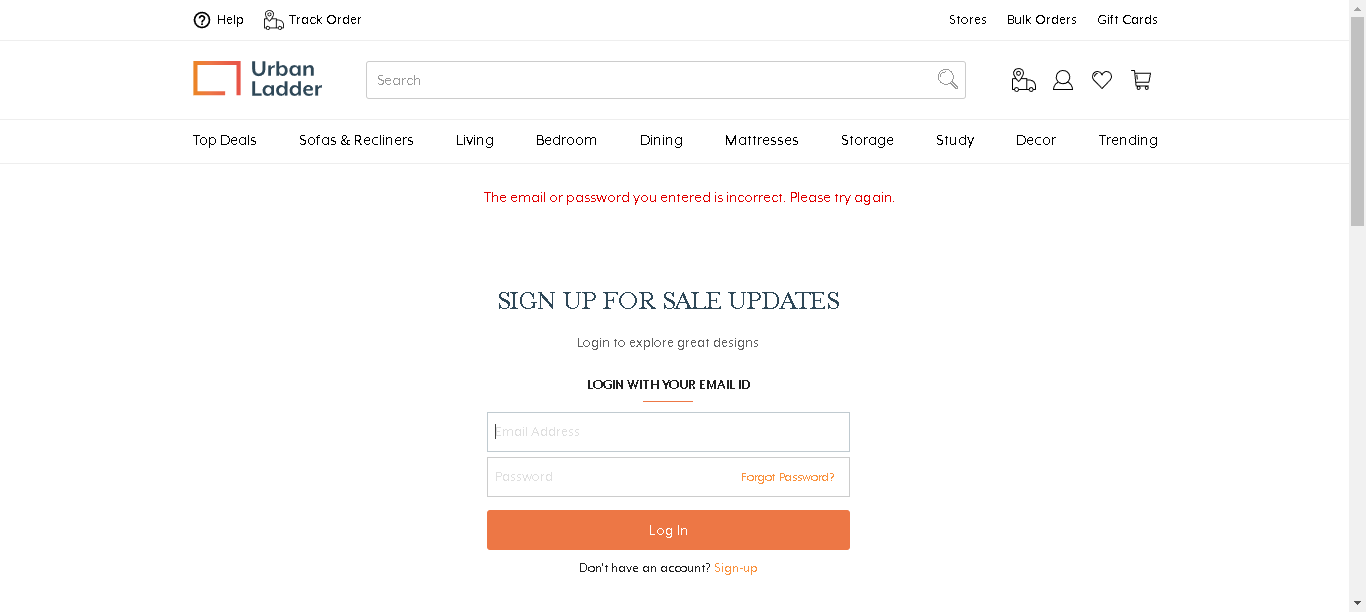 Help Track Order Stores Bulk Orders Gift Cards
Urban
Ladder
Search
Top Deals Sofas & Recliners Living Bedroom Dining Mattresses Storage Study Decor Trending
The email or password you entered is incorrect. Please try again.
SIGN UP FOR SALE UPDATES
Login to explore great designs
LOGIN WITH YOUR EMAIL ID
Email Address
Password Forgot Password?
Log In
Don't have an account? Sign-up